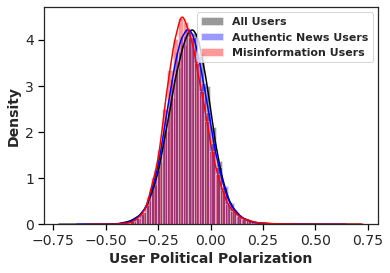 All Users
Authentic News Users
Misinformation Users
Density
4
3
2
1
0
−0.75 −0.50 −0.25 0.00 0.25 0.50 0.75
User Political Polarization